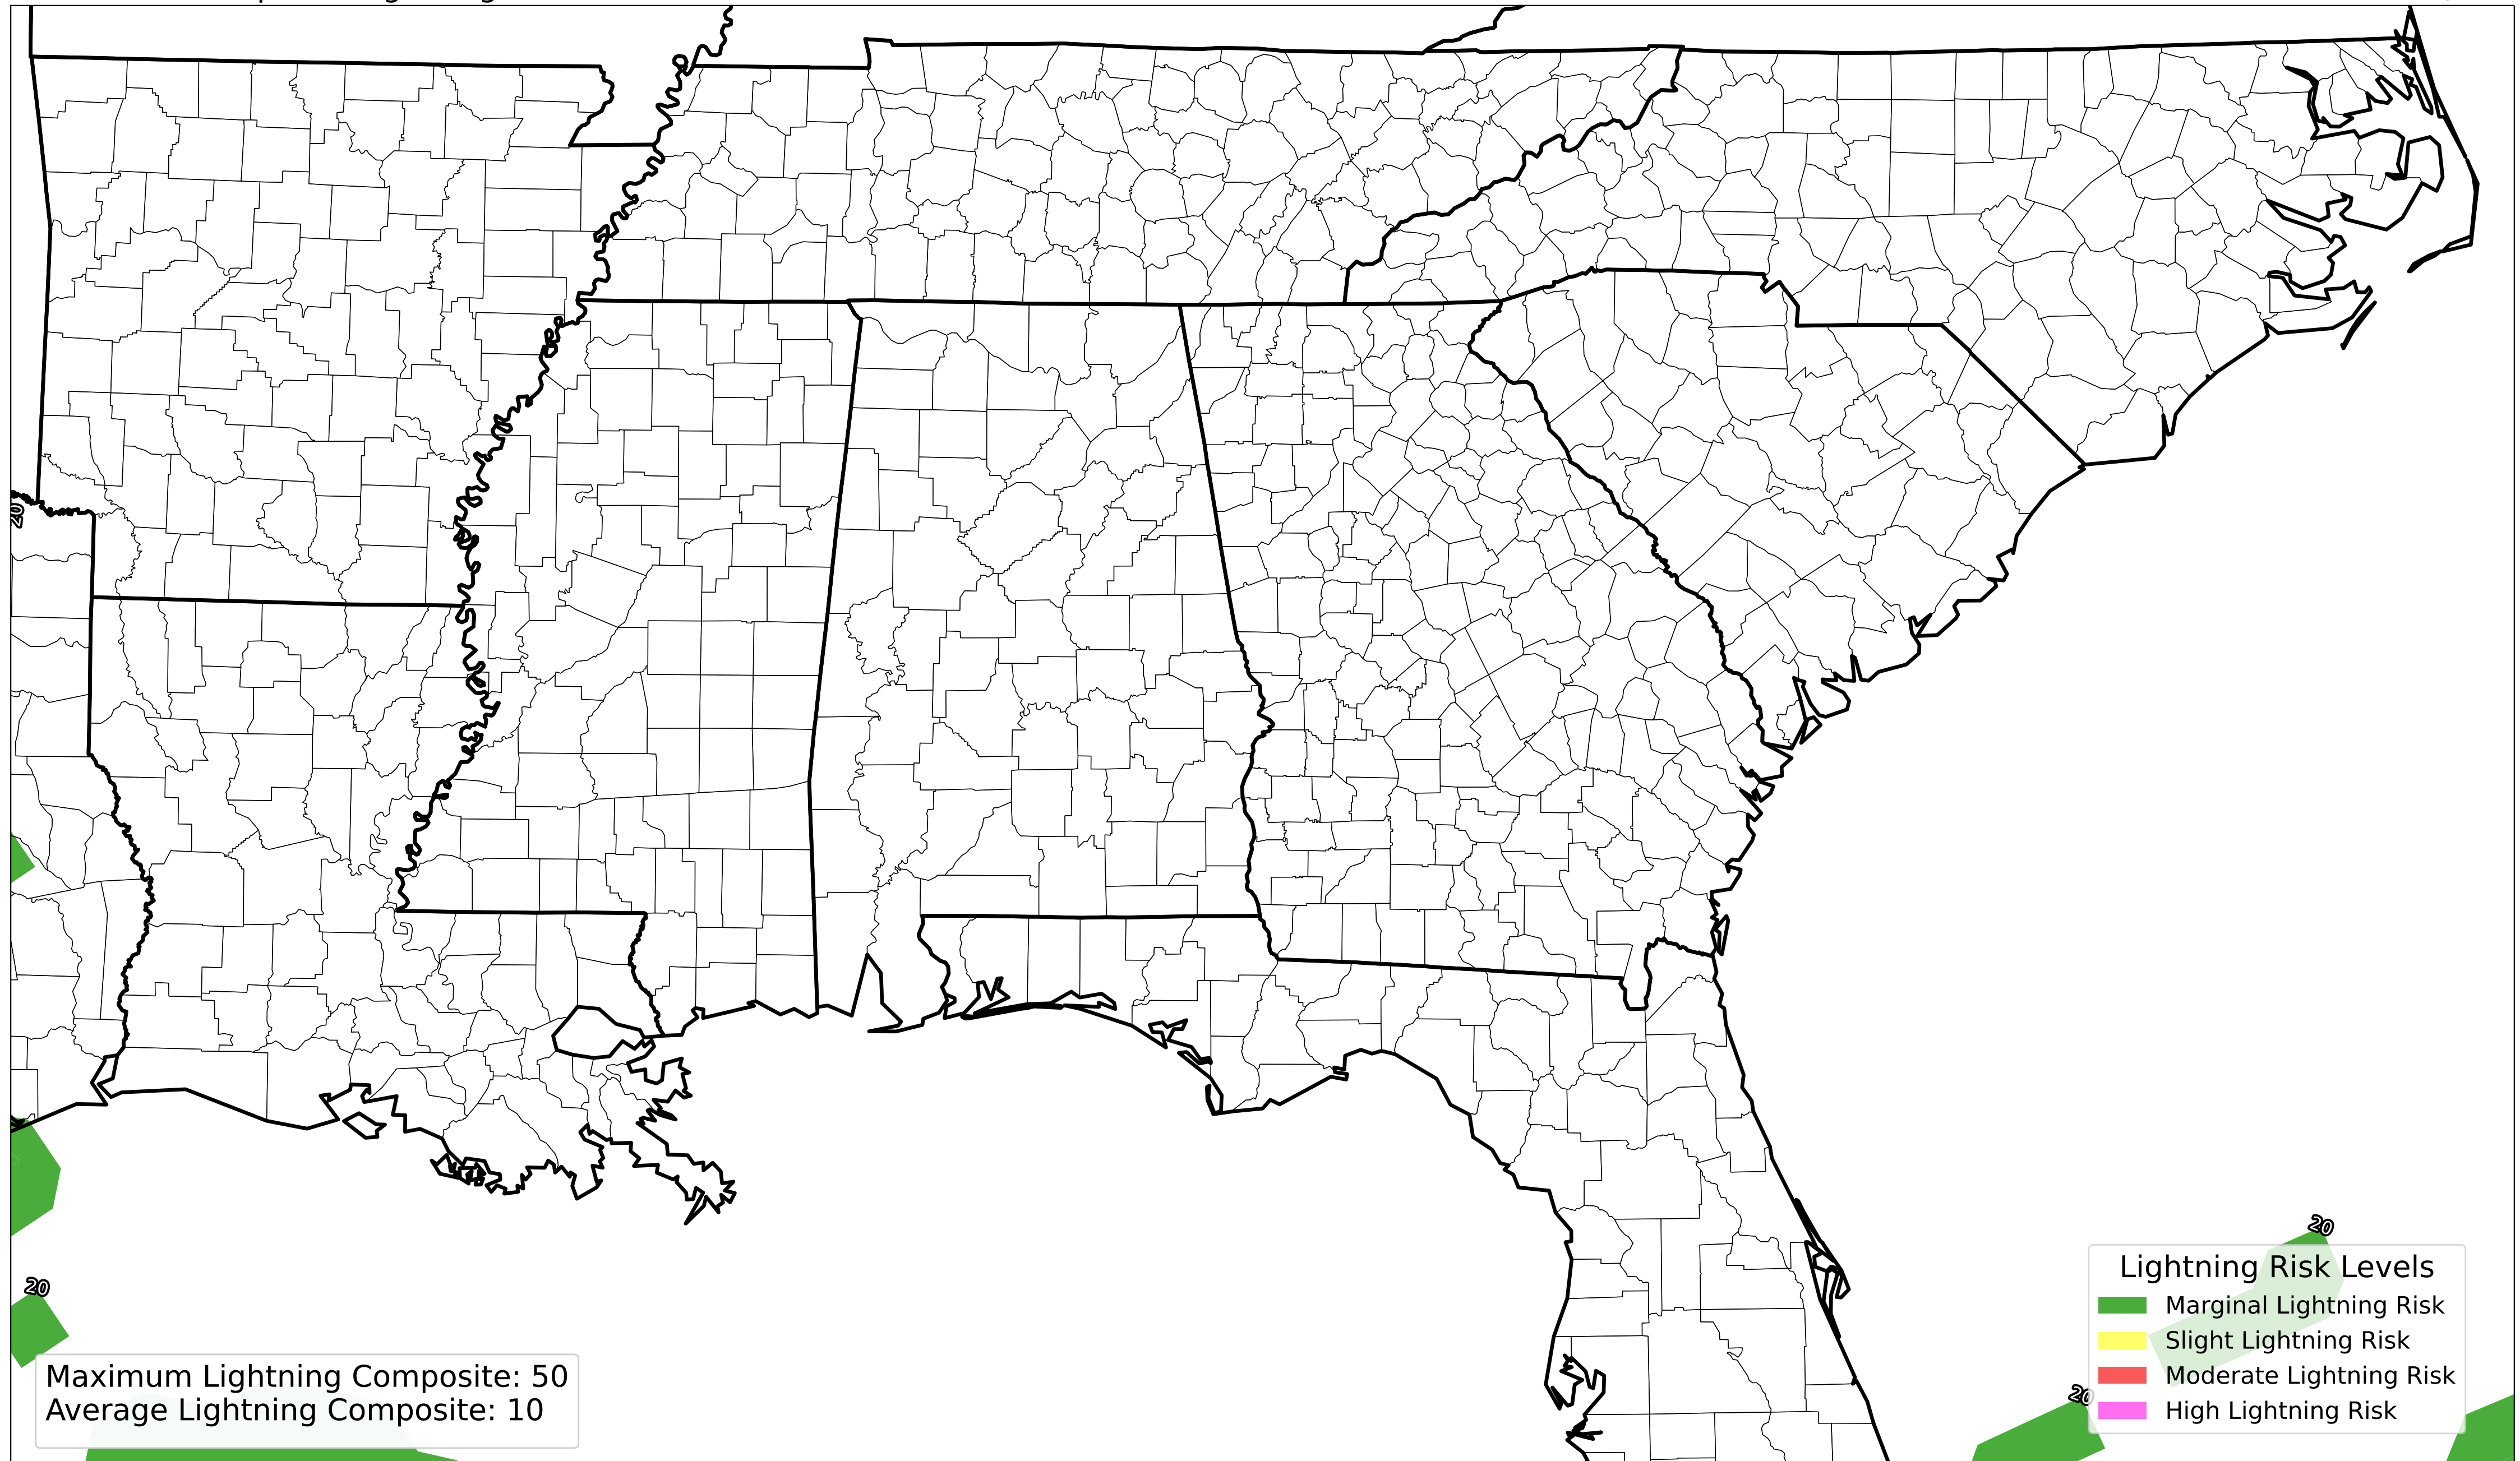 20
20
20
Lightning Risk Levels
Marginal Lightning Risk
Slight Lightning Risk
Moderate Lightning Risk
High Lightning Risk
Maximum Lightning Composite: 50
Average Lightning Composite: 10
20